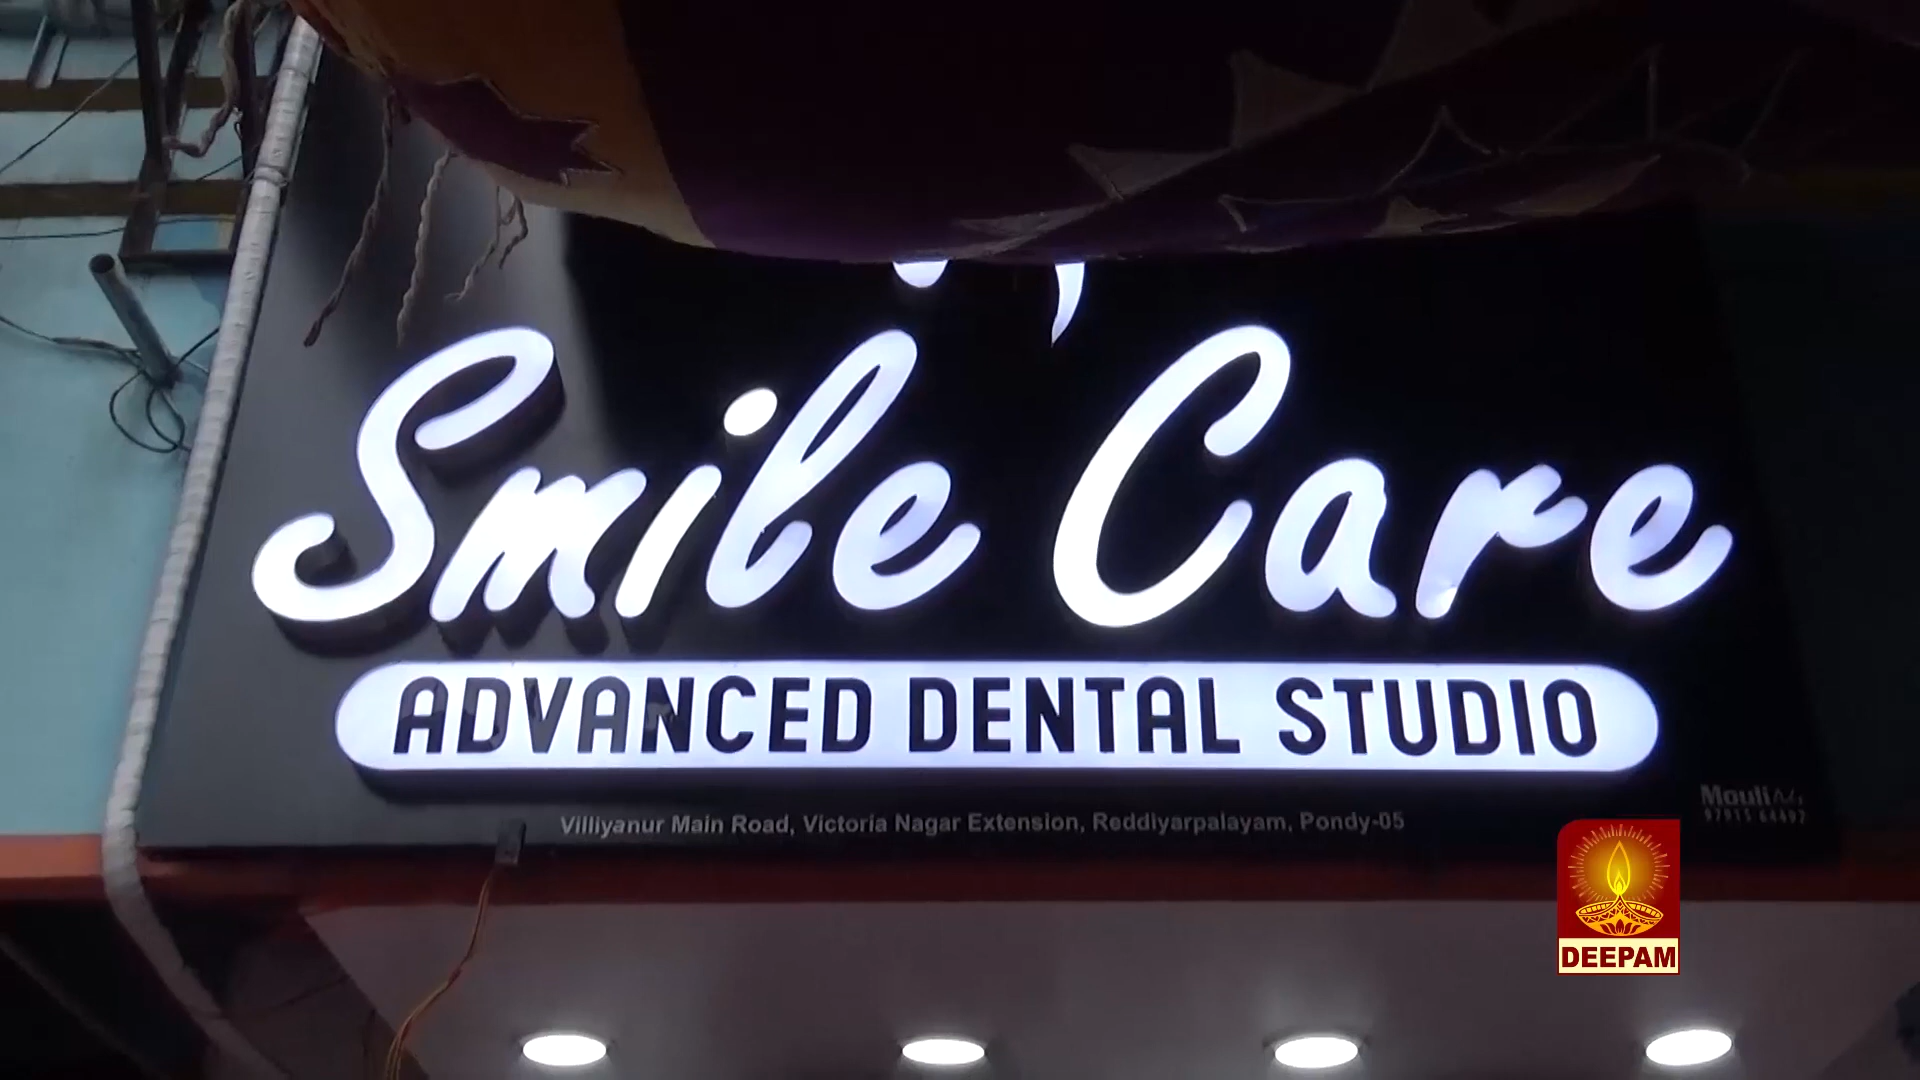 Smile Care
ADVANCED DENTAL STUDIO
Villiyanur Main Road, Victoria Nagar Extension, Reddiyarpalayam, Pondy-05
Mouli
DEEPAM